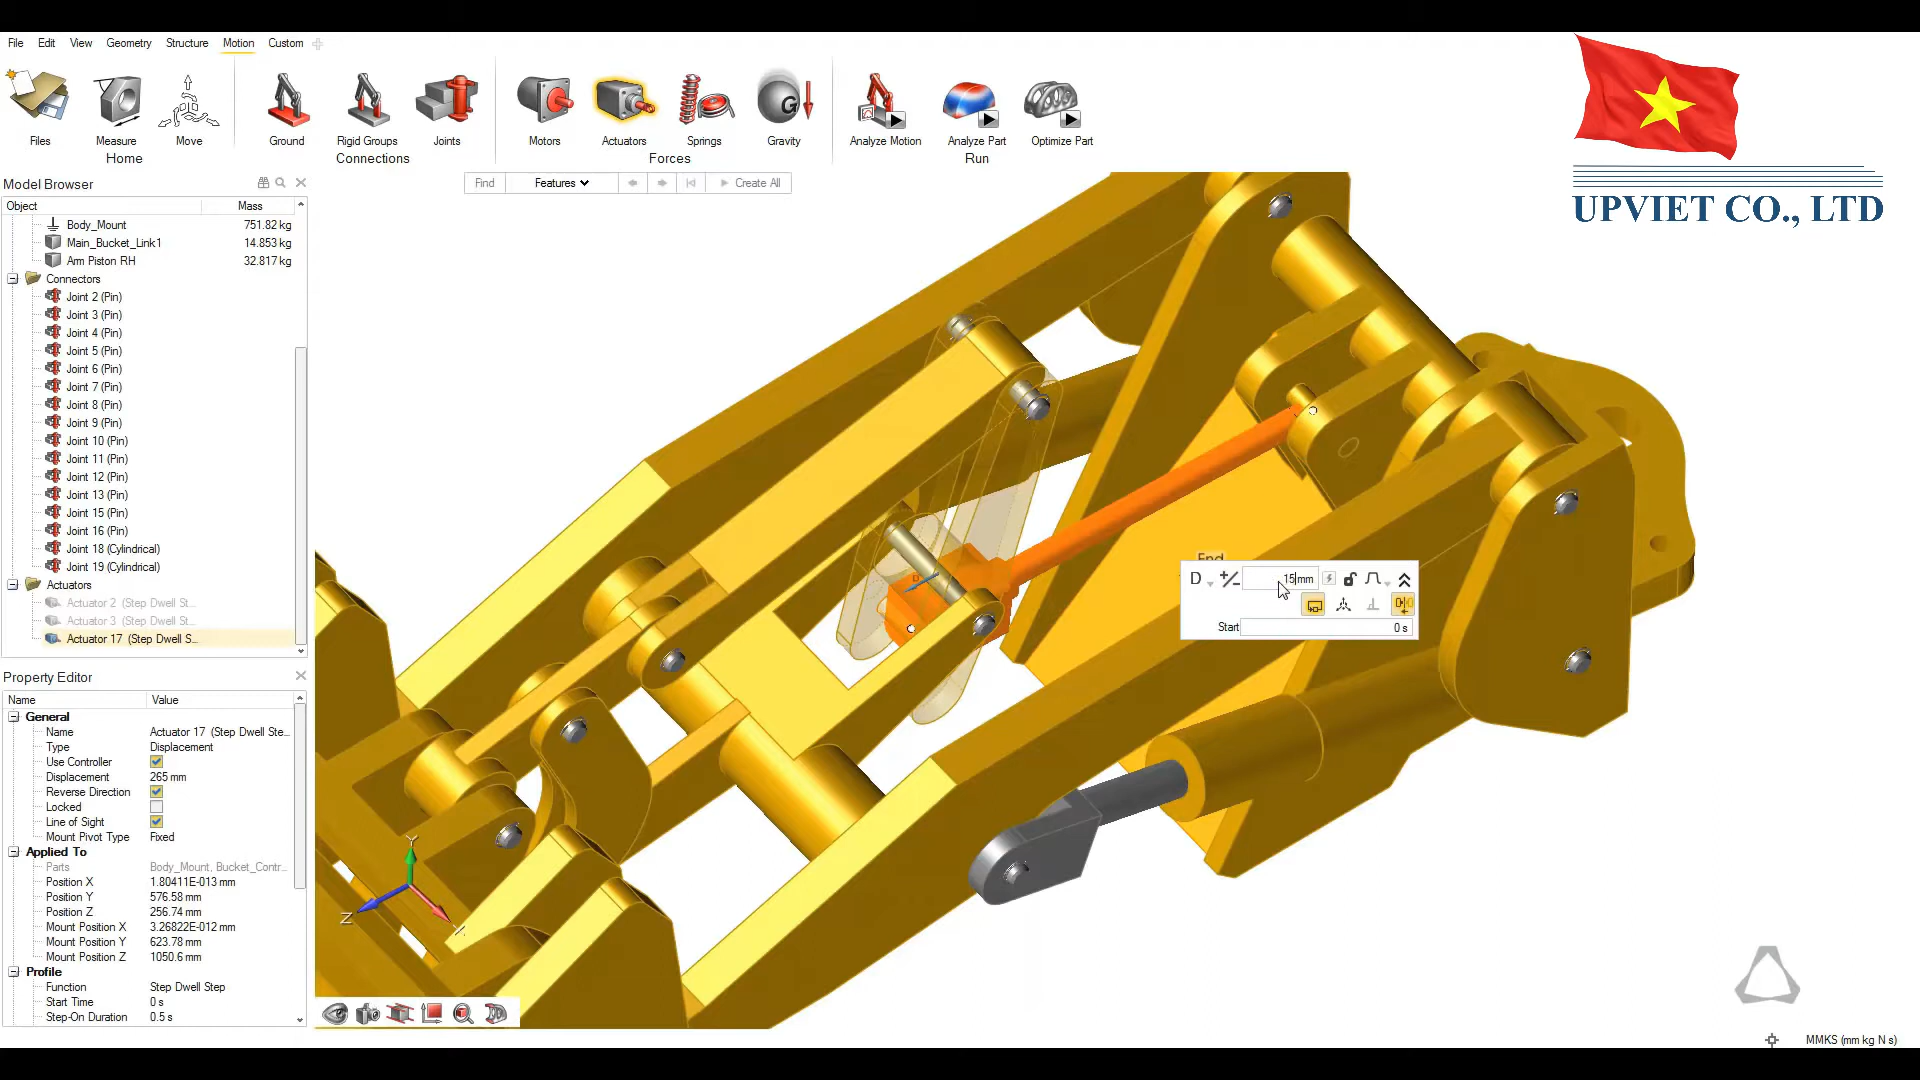 File Edit View Geometry Structure Motion Custom
Files Measure Move Ground Rigid Groups Joints Motors Actuators Springs Gravity Analyze Motion Analyze Part Optimize Part
Home Connections Forces Run
UPVIET CO., LTD
Find Features Create All
Model Browser
Object Mass
Body_Mount 751.82 kg
Main_Bucket_Link1 14.853 kg
Arm Piston RH 32.817 kg
Connectors
Joint 2 (Pin)
Joint 3 (Pin)
Joint 4 (Pin)
Joint 5 (Pin)
Joint 6 (Pin)
Joint 7 (Pin)
Joint 8 (Pin)
Joint 9 (Pin)
Joint 10 (Pin)
Joint 11 (Pin)
Joint 12 (Pin)
Joint 13 (Pin)
Joint 15 (Pin)
Joint 16 (Pin)
Joint 18 (Cylindrical)
Joint 19 (Cylindrical)
Actuators
Actuator 2 (Step Dwell St...
Actuator 3 (Step Dwell St...
Actuator 17 (Step Dwell S...
End
D 15mm
Start 0 s
Property Editor
Name Value
General
Name Actuator 17 (Step Dwell Ste...
Type Displacement
Use Controller
Displacement 265 mm
Reverse Direction
Locked
Line of Sight
Mount Pivot Type Fixed
Applied To
Parts Body_Mount, Bucket_Contr...
Position X 1.80411E-013 mm
Position Y 576.58 mm
Position Z 256.74 mm
Mount Position X 3.26822E-012 mm
Mount Position Y 623.78 mm
Mount Position Z 1050.6 mm
Profile
Function Step Dwell Step
Start Time 0 s
Step-On Duration 0.5 s
Y
Z
MMKS (mm kg N s)